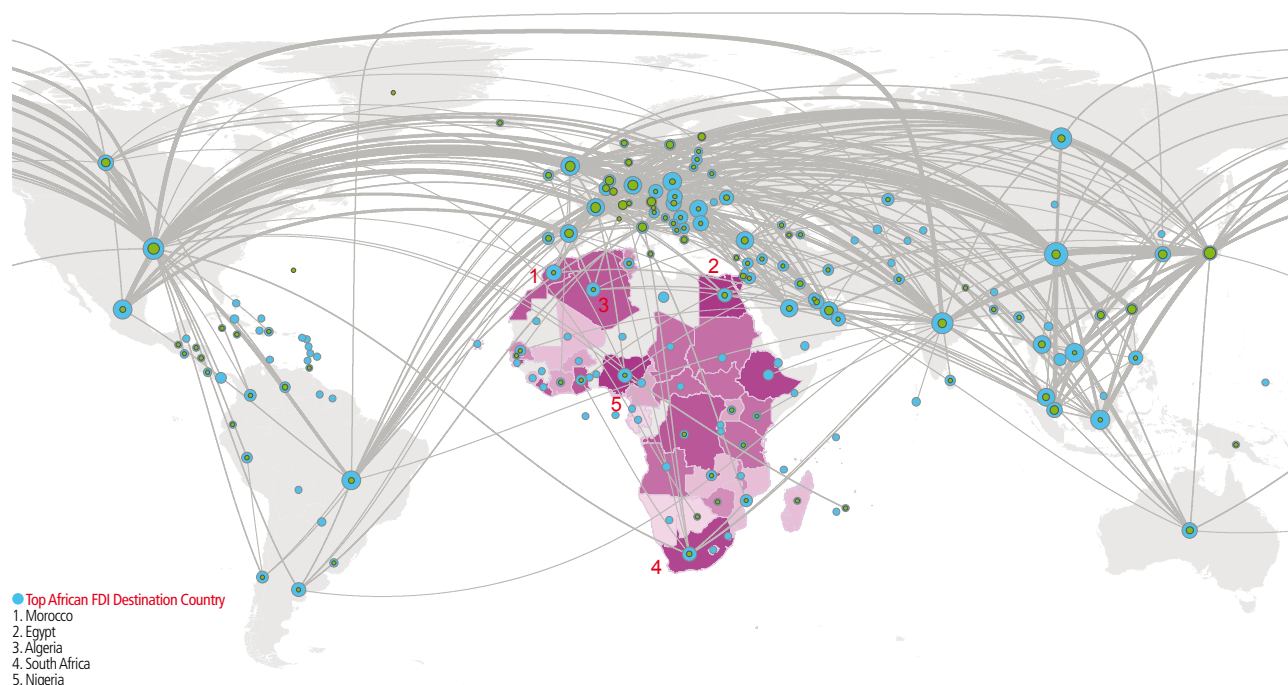 1
2
3
5
4
Top African FDI Destination Country
1. Morocco
2. Egypt
3. Algeria
4. South Africa
5. Nigeria